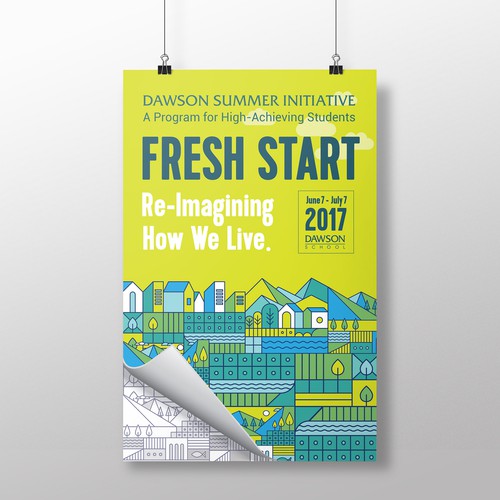 DAWSON SUMMER INITIATIVE
A Program for High-Achieving Students
FRESH START
Re-Imagining
How We Live.
June 7 - July 7
2017
DAWSON
SCHOOL